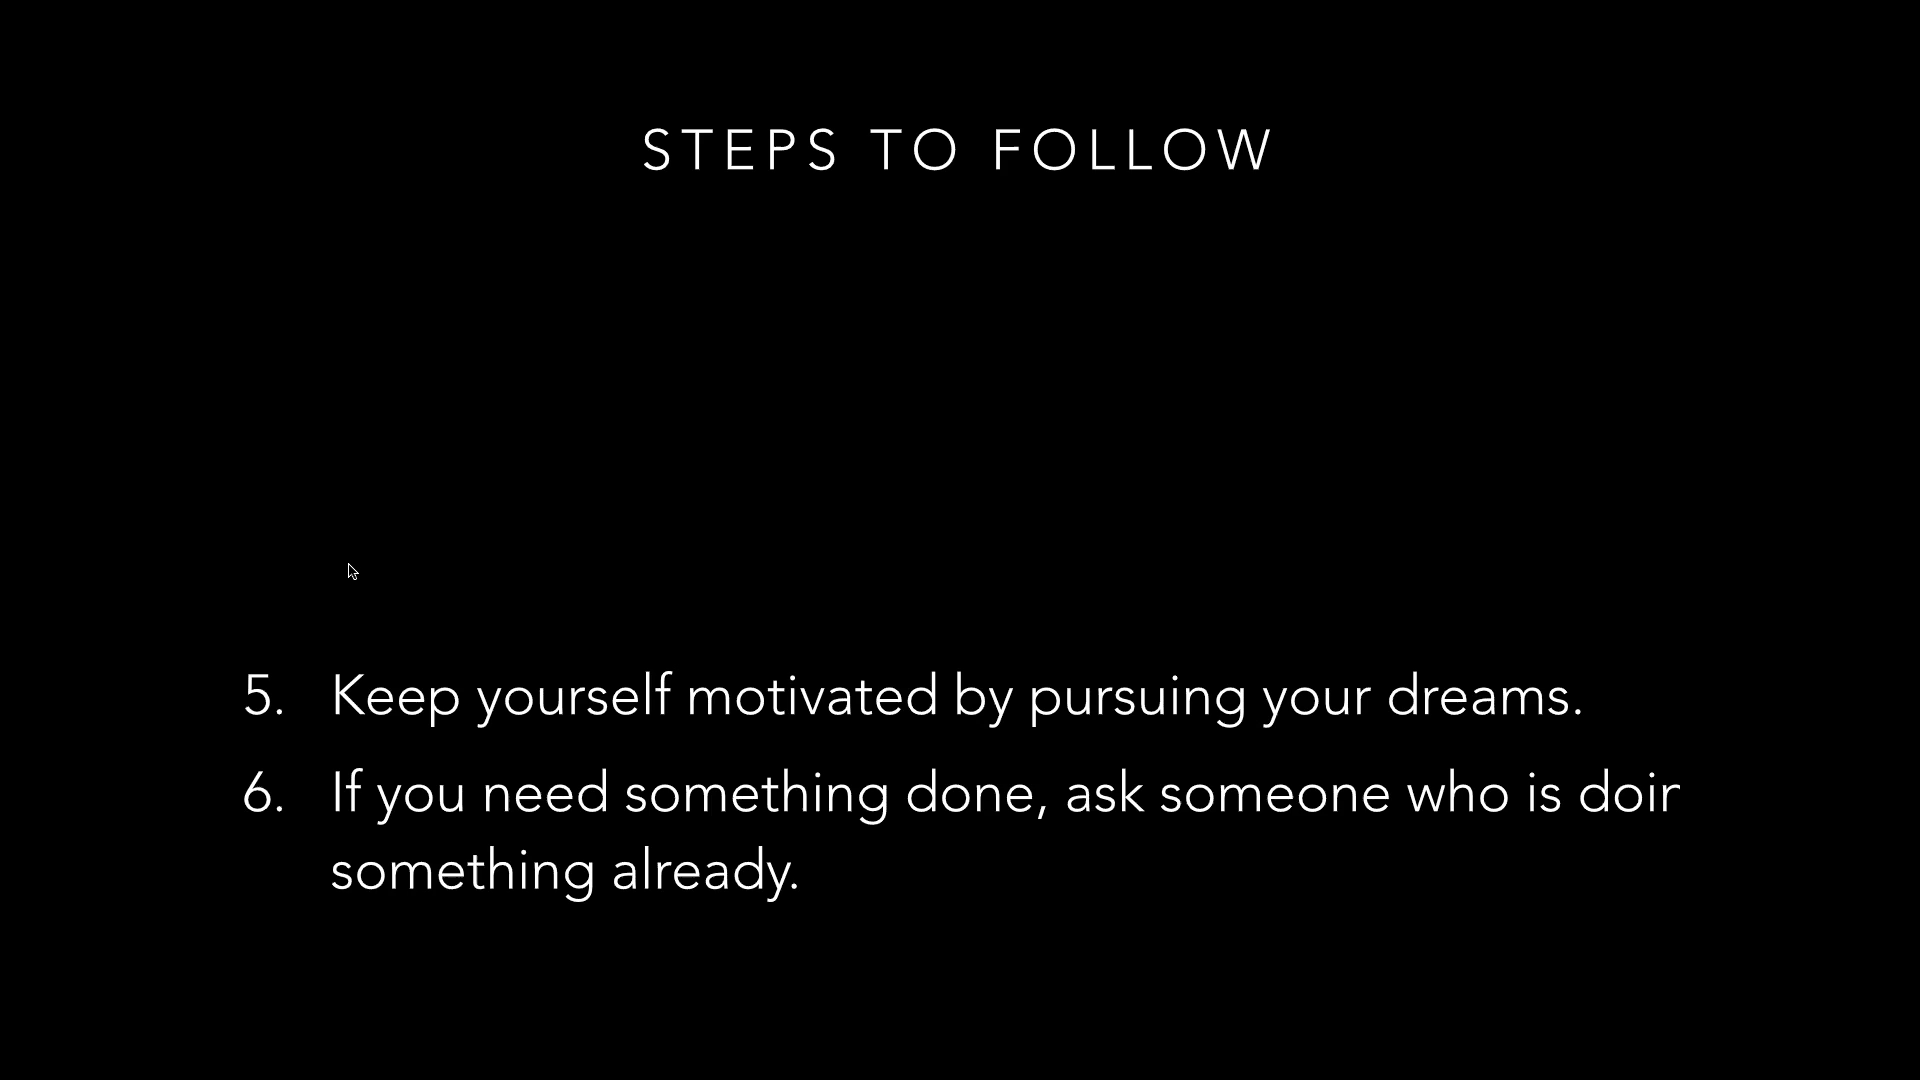 STEPS TO FOLLOW
5. Keep yourself motivated by pursuing your dreams.
6. If you need something done, ask someone who is doin
something already.